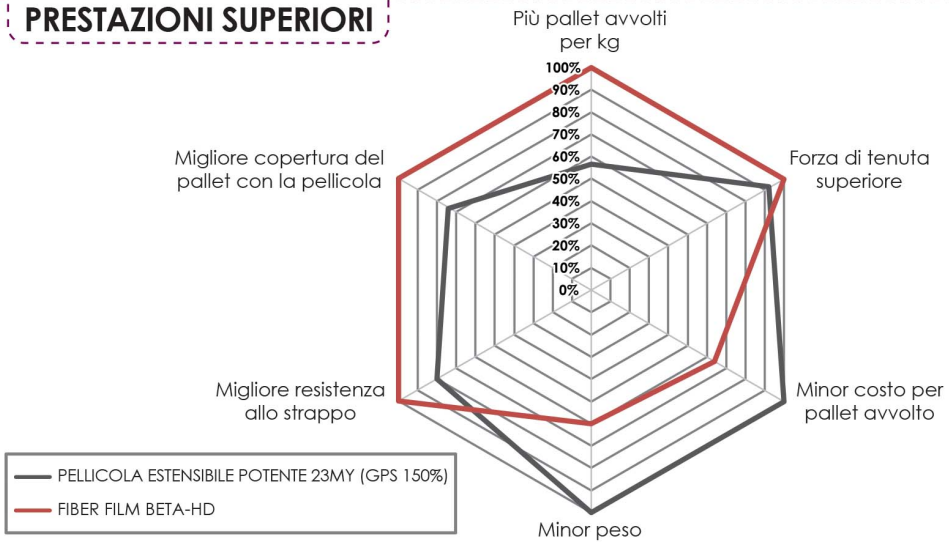 PRESTAZIONI SUPERIORI
Più pallet avvolti
per kg
100%
90%
80%
70%
60%
50%
40%
30%
20%
10%
0%
Migliore copertura del
pallet con la pellicola
Forza di tenuta
superiore
Migliore resistenza
allo strappo
Minor costo per
pallet avvolto
PELLICOLA ESTENSIBILE POTENTE 23MY (GPS 150%)
FIBER FILM BETA-HD
Minor peso